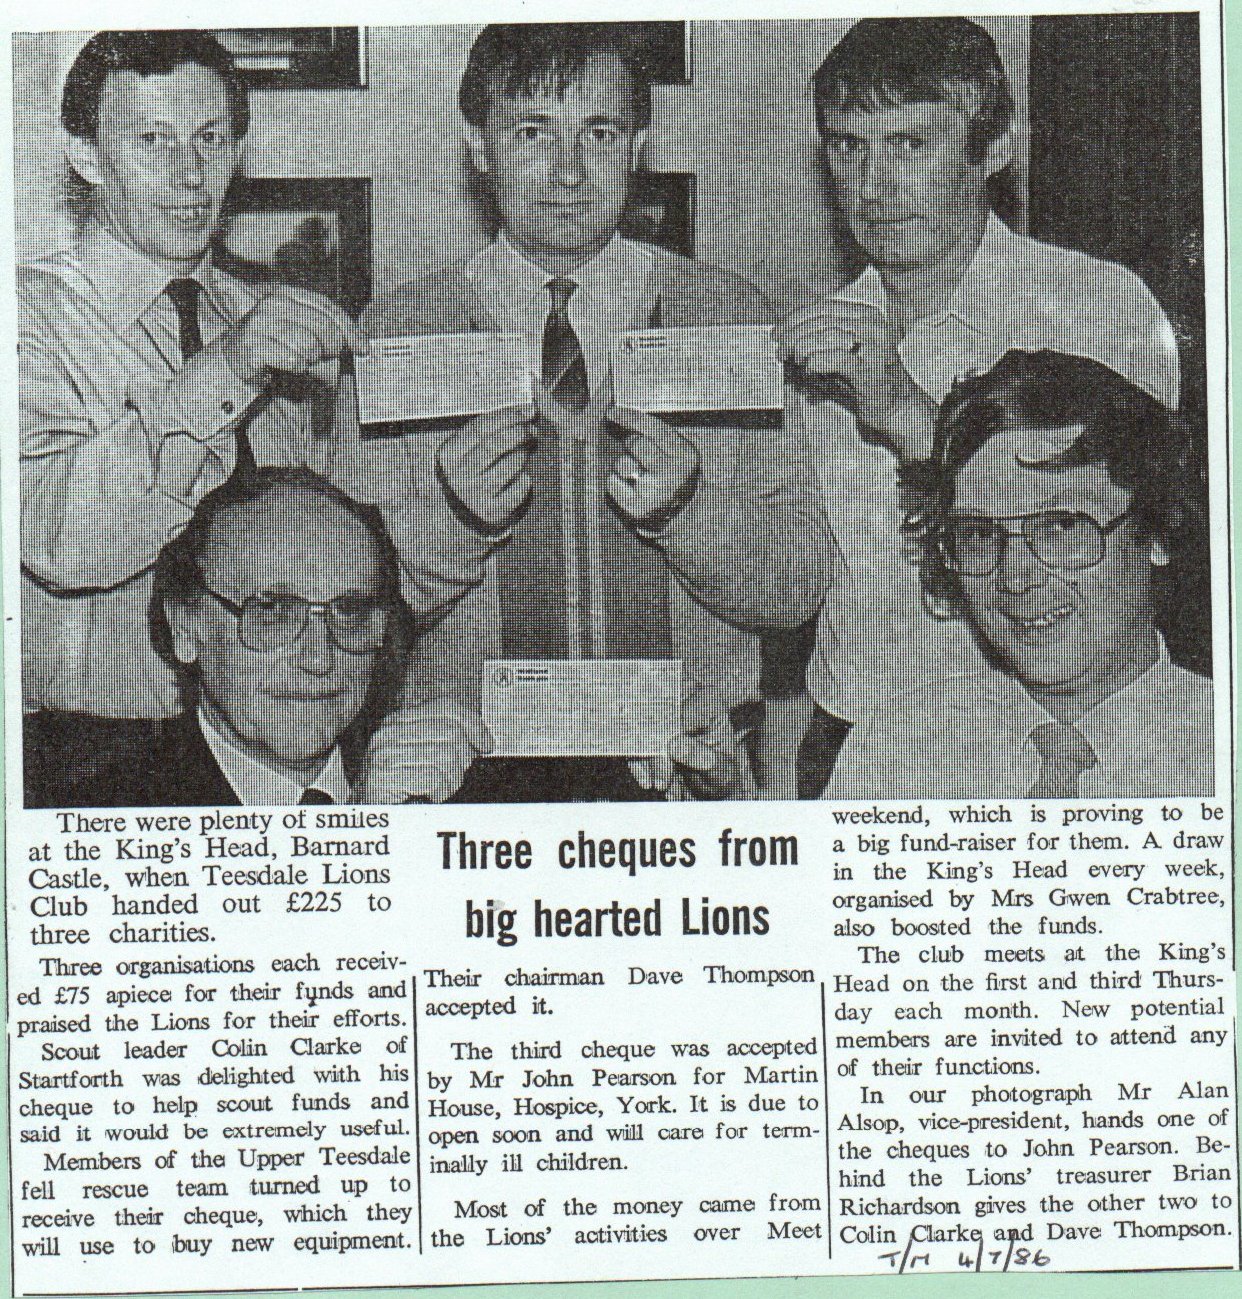 There were plenty of smiles
at the King's Head, Barnard
Castle, when Teesdale Lions
Club handed out £225 to
three charities.
Three organisations each receiv-
ed £75 apiece for their funds and
praised the Lions for their efforts.
Scout leader Colin Clarke of
Startforth was delighted with his
cheque to help scout funds and
said it would be extremely useful.
Members of the Upper Teesdale
fell rescue team turned up to
receive their cheque, which they
will use to buy new equipment.
Three cheques from
big hearted Lions
Their chairman Dave Thompson
accepted it.
The third cheque was accepted
by Mr John Pearson for Martin
House, Hospice, York. It is due to
open soon and will care for term-
inally ill children.
Most of the money came from
the Lions' activities over Meet
weekend, which is proving to be
a big fund-raiser for them. A draw
in the King's Head every week,
organised by Mrs Gwen Crabtree,
also boosted the funds.
The club meets at the King's
Head on the first and third Thurs-
day each month. New potential
members are invited to attend any
of their functions.
In our photograph Mr Alan
Alsop, vice-president, hands one of
the cheques to John Pearson. Be-
hind the Lions' treasurer Brian
Richardson gives the other two to
Colin Clarke and Dave Thompson.
T/M 4/7/86